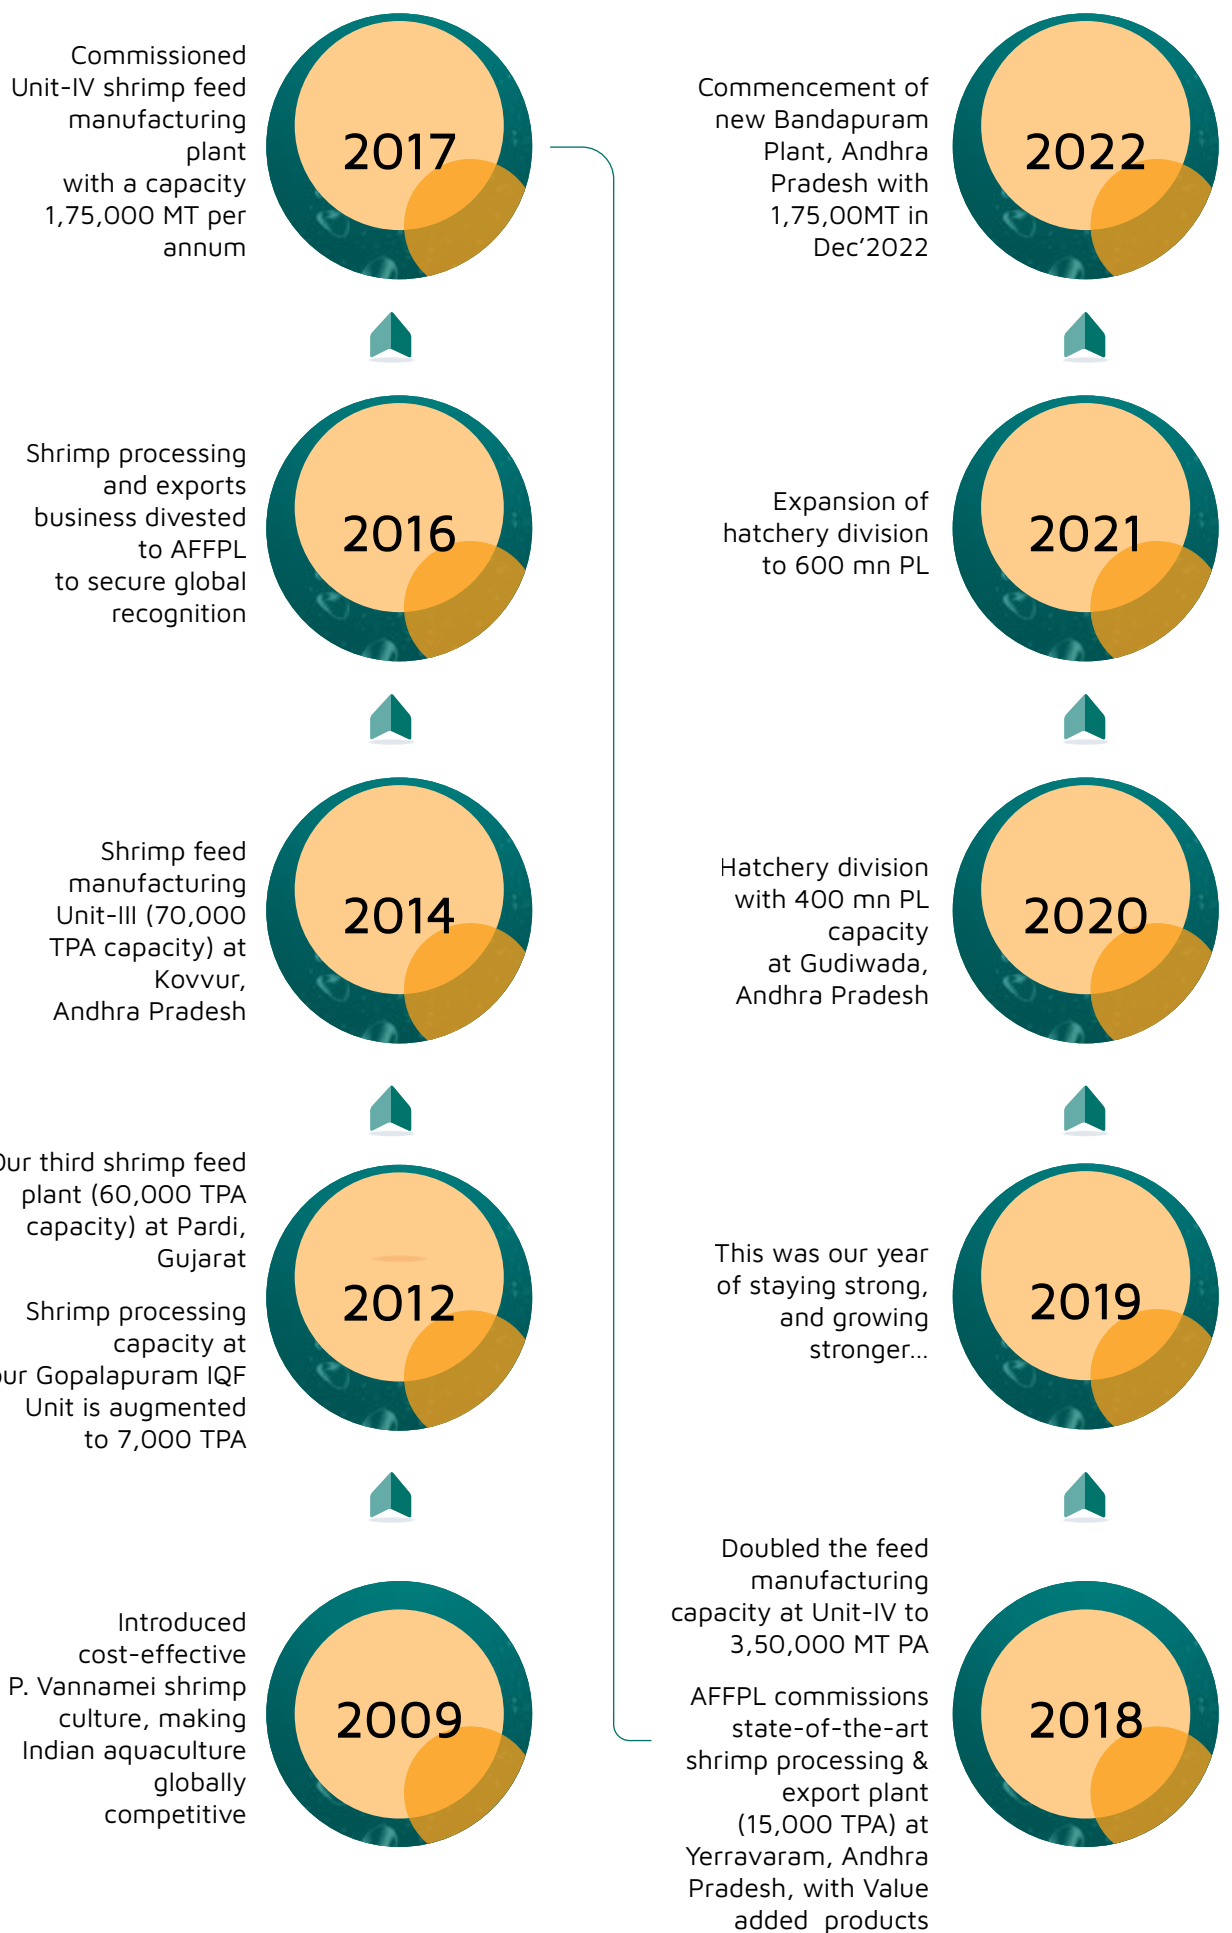 Commissioned
Unit-IV shrimp feed
manufacturing
plant
with a capacity
1,75,000 MT per
annum
2017
Shrimp processing
and exports
business divested
to AFFPL
to secure global
recognition
2016
Shrimp feed
manufacturing
Unit-III (70,000
TPA capacity) at
Kovvur,
Andhra Pradesh
2014
Our third shrimp feed
plant (60,000 TPA
capacity) at Pardi,
Gujarat
Shrimp processing
capacity at
our Gopalapuram IQF
Unit is augmented
to 7,000 TPA
2012
Introduced
cost-effective
P. Vannamei shrimp
culture, making
Indian aquaculture
globally
competitive
2009
Commencement of
new Bandapuram
Plant, Andhra
Pradesh with
1,75,00MT in
Dec’2022
2022
Expansion of
hatchery division
to 600 mn PL
2021
Hatchery division
with 400 mn PL
capacity
at Gudiwada,
Andhra Pradesh
2020
This was our year
of staying strong,
and growing
stronger...
2019
Doubled the feed
manufacturing
capacity at Unit-IV to
3,50,000 MT PA
AFFPL commissions
state-of-the-art
shrimp processing &
export plant
(15,000 TPA) at
Yerravaram, Andhra
Pradesh, with Value
added  products
2018